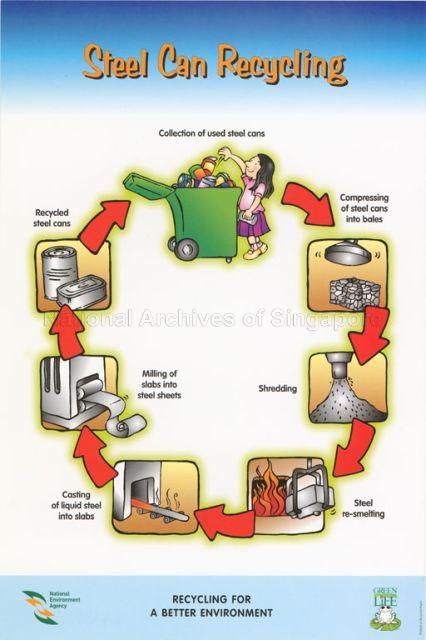 Steel Can Recycling
Collection of used steel cans
Compressing
of steel cans
into bales
Recycled
steel cans
National Archives of Singapore
Milling of
slabs into
steel sheets
Shredding
Casting
of liquid steel
into slabs
Steel
re-smelting
National
Environment
Agency
RECYCLING FOR
A BETTER ENVIRONMENT
GREEN
LIFE